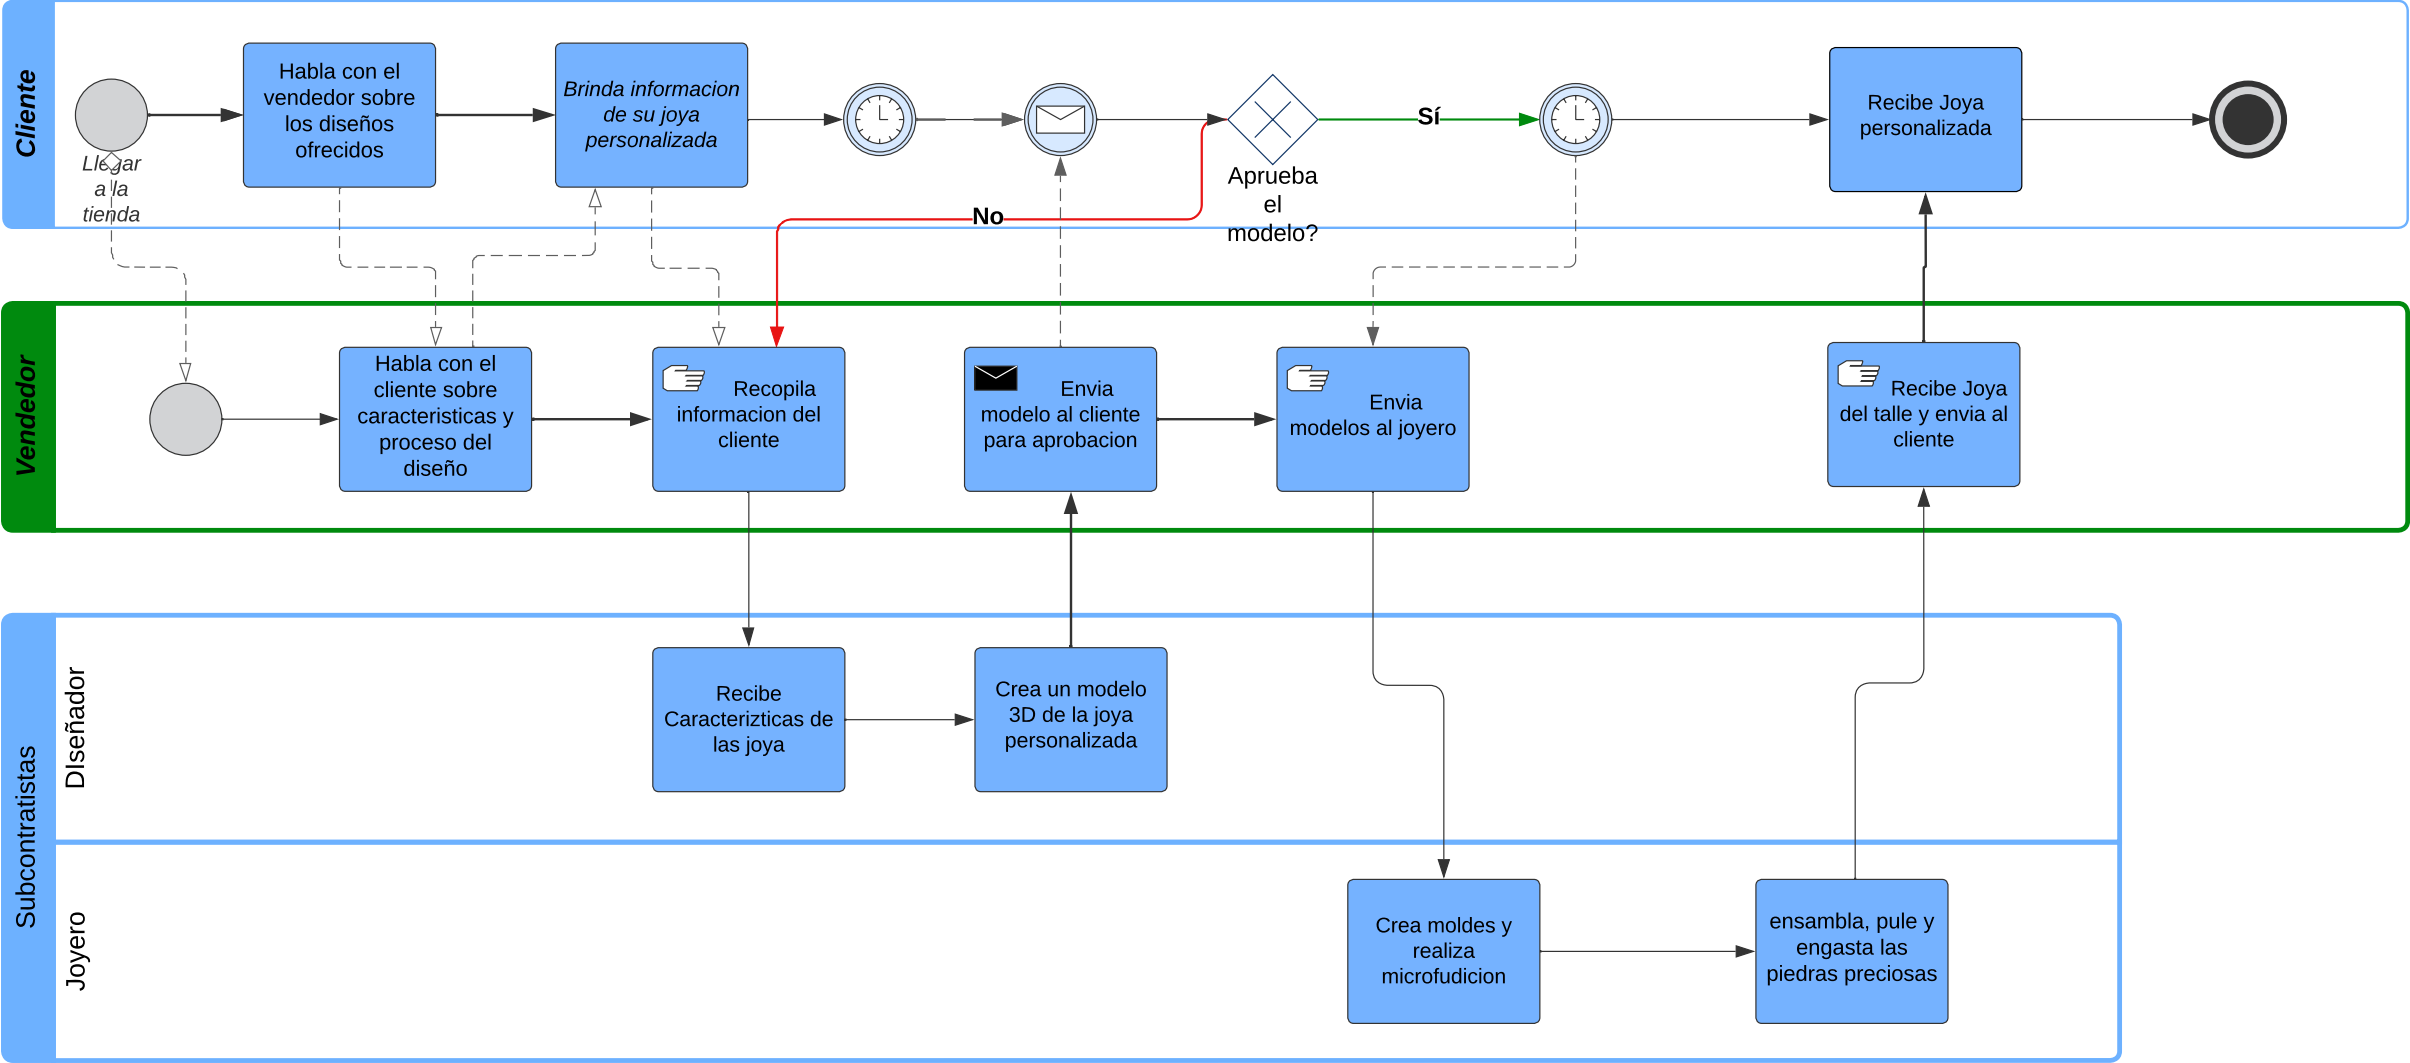 Cliente
Llegar
a la
tienda
Habla con el
vendedor sobre
los diseños
ofrecidos
Brinda informacion
de su joya
personalizada
Aprueba
el
modelo?
Sí
No
Recibe Joya
personalizada
Vendedor
Habla con el
cliente sobre
caracteristicas y
proceso del
diseño
Recopila
informacion del
cliente
Envia
modelo al cliente
para aprobacion
Envia
modelos al joyero
Recibe Joya
del talle y envia al
cliente
Subcontratistas
DIseñador
Recibe
Caracterizticas de
las joya
Crea un modelo
3D de la joya
personalizada
Joyero
Crea moldes y
realiza
microfudicion
ensambla, pule y
engasta las
piedras preciosas